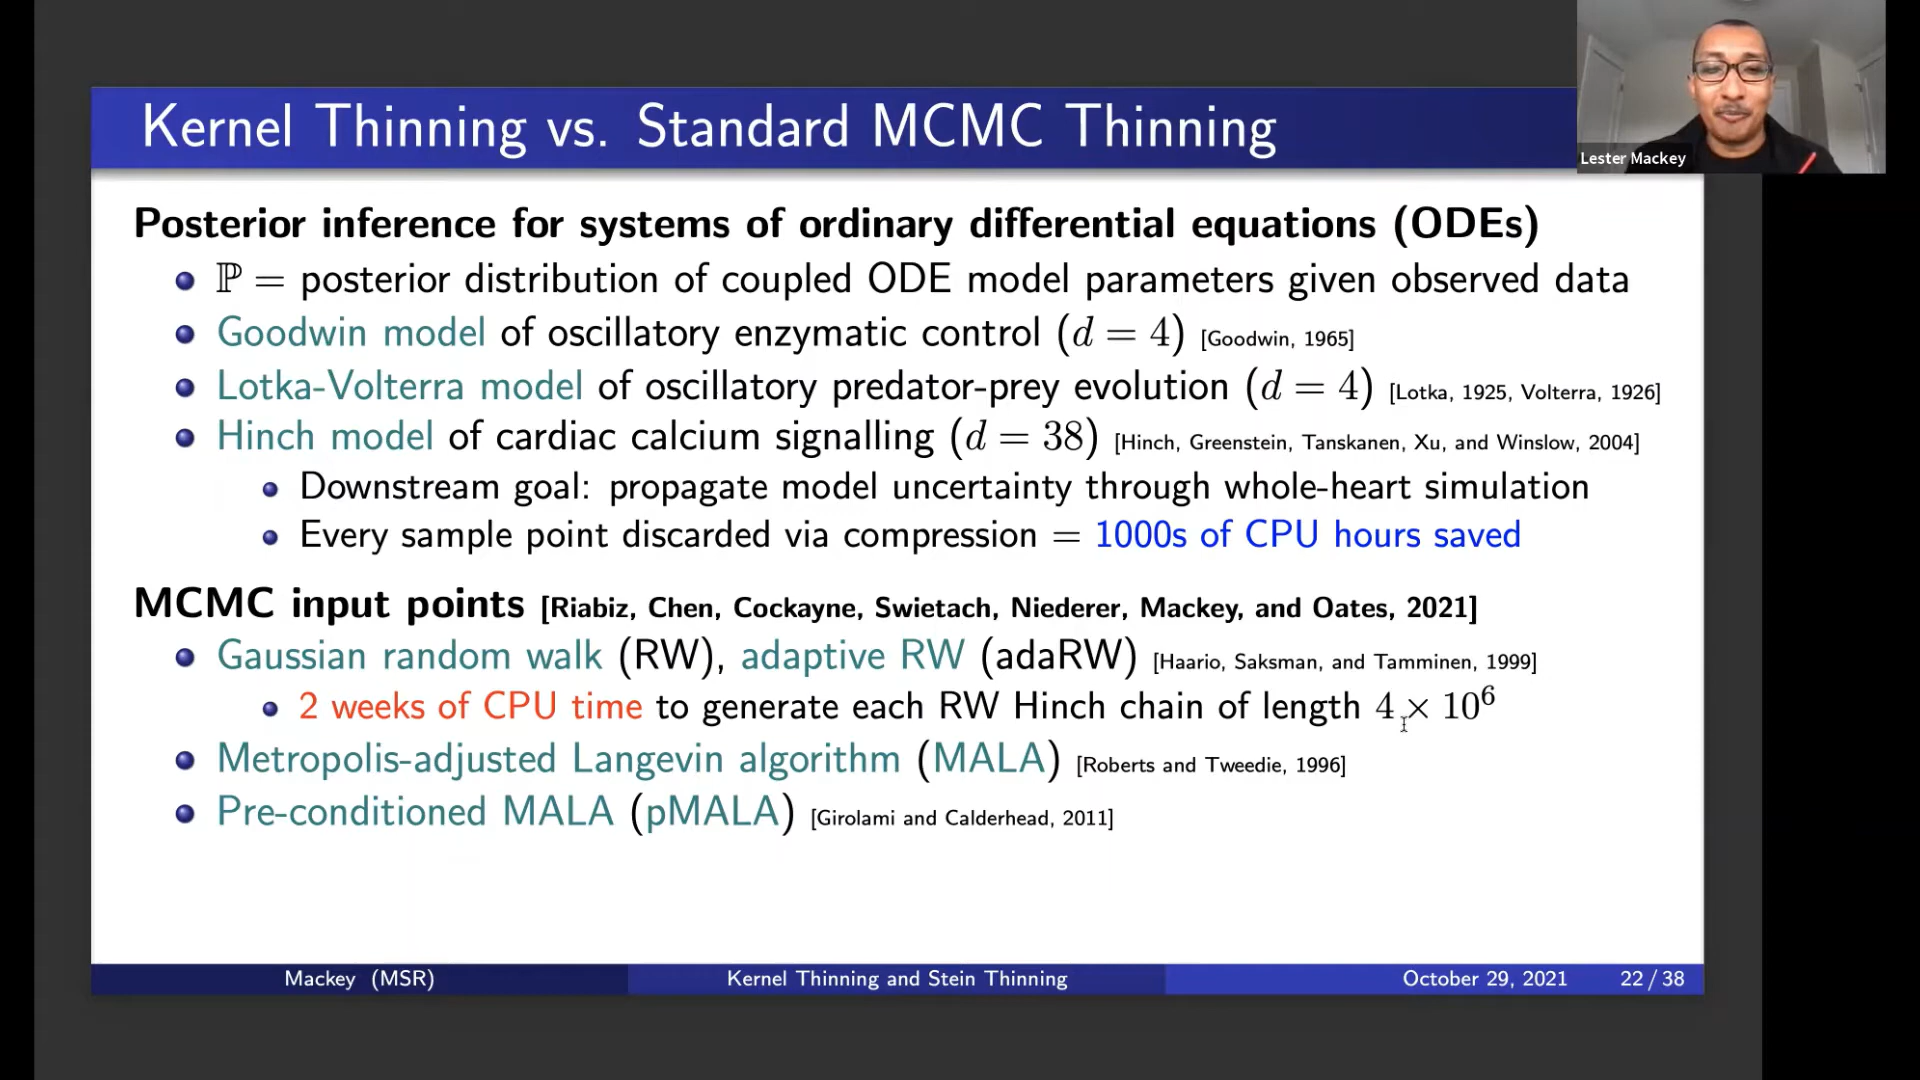 Kernel Thinning vs. Standard MCMC Thinning
Lester Mackey
Posterior inference for systems of ordinary differential equations (ODEs)
ℙ = posterior distribution of coupled ODE model parameters given observed data
Goodwin model of oscillatory enzymatic control (d = 4) [Goodwin, 1965]
Lotka-Volterra model of oscillatory predator-prey evolution (d = 4) [Lotka, 1925, Volterra, 1926]
Hinch model of cardiac calcium signalling (d = 38) [Hinch, Greenstein, Tanskanen, Xu, and Winslow, 2004]
Downstream goal: propagate model uncertainty through whole-heart simulation
Every sample point discarded via compression = 1000s of CPU hours saved
MCMC input points [Riabiz, Chen, Cockayne, Swietach, Niederer, Mackey, and Oates, 2021]
Gaussian random walk (RW), adaptive RW (adaRW) [Haario, Saksman, and Tamminen, 1999]
2 weeks of CPU time to generate each RW Hinch chain of length 4 × 10⁶
Metropolis-adjusted Langevin algorithm (MALA) [Roberts and Tweedie, 1996]
Pre-conditioned MALA (pMALA) [Girolami and Calderhead, 2011]
Mackey (MSR) Kernel Thinning and Stein Thinning October 29, 2021 22 / 38